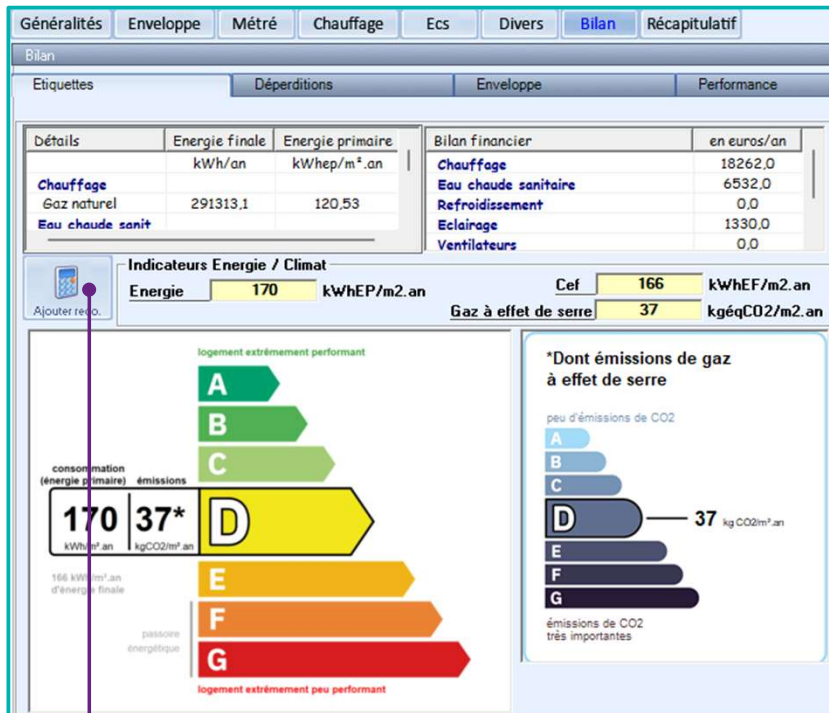 Généralités Enveloppe Métré Chauffage Ecs Divers Bilan Récapitulatif
Bilan
Etiquettes Déperditions Enveloppe Performance
Détails Energie finale Energie primaire
kWh/an kWhep/m².an
Chauffage
Gaz naturel 291313,1 120,53
Eau chaude sanit
Bilan financier en euros/an
Chauffage 18262,0
Eau chaude sanitaire 6532,0
Refroidissement 0,0
Eclairage 1330,0
Ventilateurs 0,0
Ajouter reco.
Indicateurs Energie / Climat
Energie 170 kWhEP/m2.an
Cef 166 kWhEF/m2.an
Gaz à effet de serre 37 kgéqCO2/m2.an
logement extrêmement performant
A
B
C
consommation
(énergie primaire) émissions
170 37* D
kWh/m².an kgCO2/m².an
166 kWh/m².an
d'énergie finale
E
F
passoire
énergétique
G
logement extrêmement peu performant
*Dont émissions de gaz
à effet de serre
peu d'émissions de CO2
A
B
C
D 37 kg CO2/m².an
E
F
G
émissions de CO2
très importantes